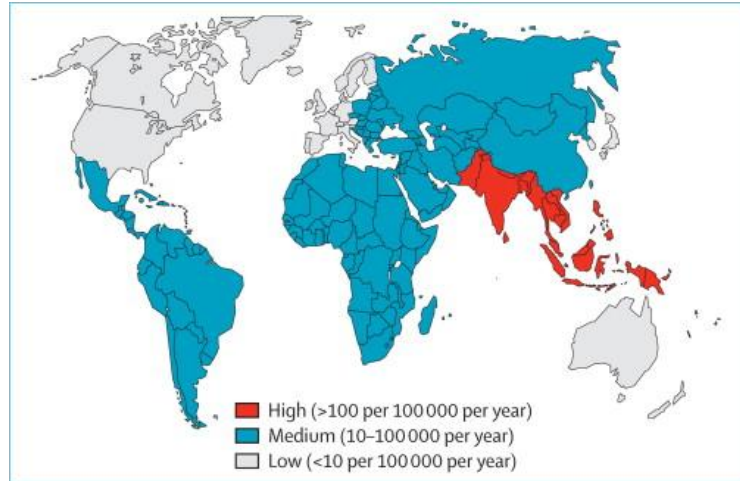 High (>100 per 100 000 per year)
Medium (10–100 000 per year)
Low (<10 per 100 000 per year)